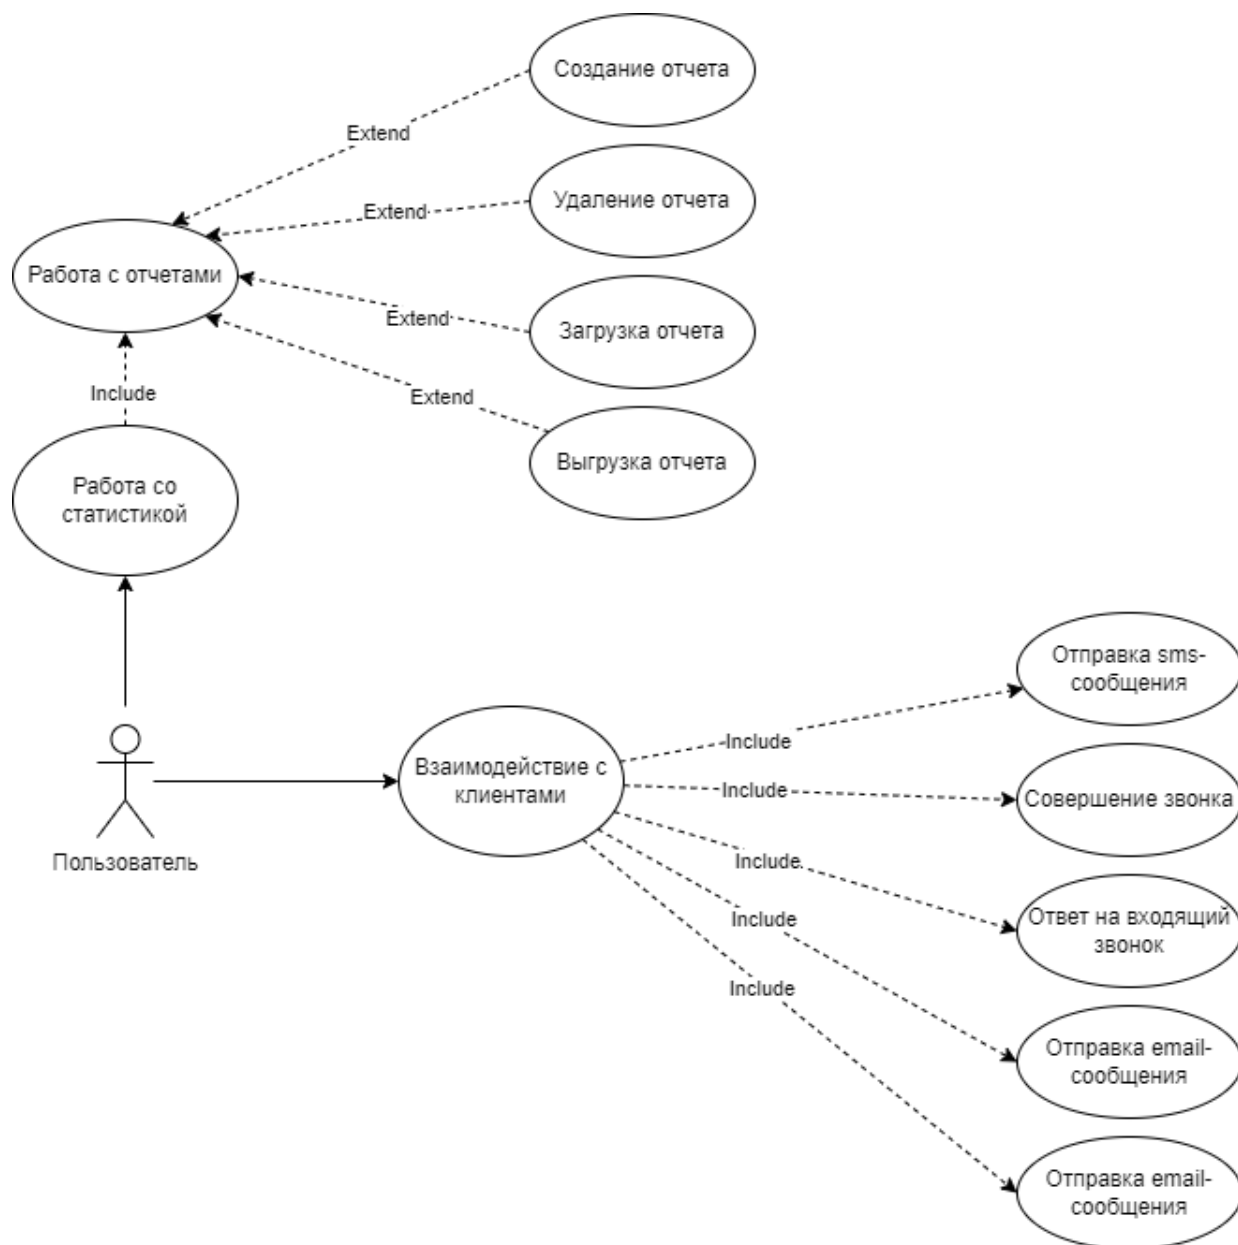 Создание отчета
Extend
Удаление отчета
Extend
Работа с отчетами
Extend
Загрузка отчета
Extend
Выгрузка отчета
Include
Работа со
статистикой
Пользователь
Взаимодействие с
клиентами
Include
Отправка sms-
сообщения
Include
Совершение звонка
Include
Ответ на входящий
звонок
Include
Отправка email-
сообщения
Include
Отправка email-
сообщения